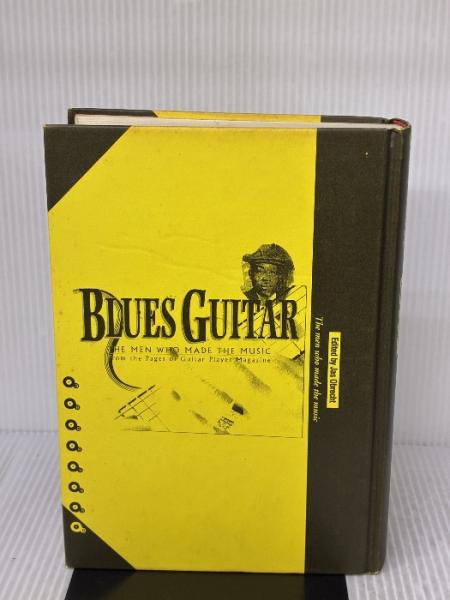 BLUES GUITAR
THE MEN WHO MADE THE MUSIC
from the Pages of Guitar Player Magazine
Edited by Jas Obrecht
The men who made the music